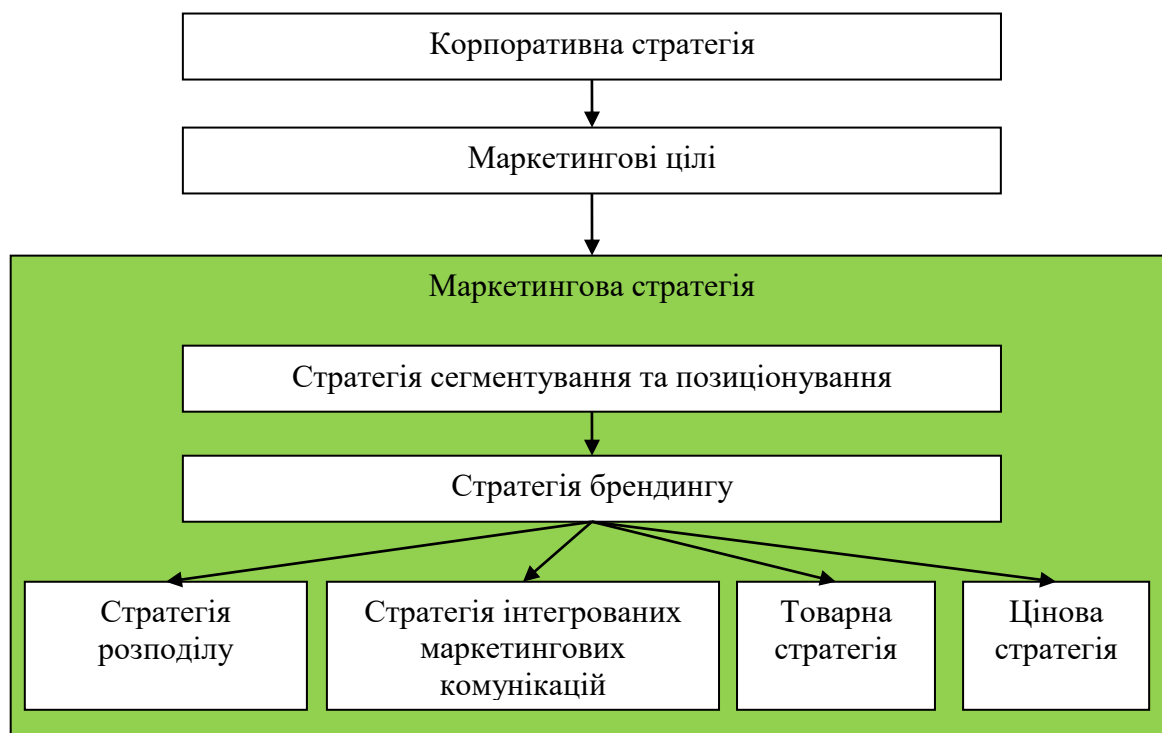 Корпоративна стратегія
Маркетингові цілі
Маркетингова стратегія
Стратегія сегментування та позиціонування
Стратегія брендингу
Стратегія
розподілу
Стратегія інтегрованих
маркетингових
комунікацій
Товарна
стратегія
Цінова
стратегія